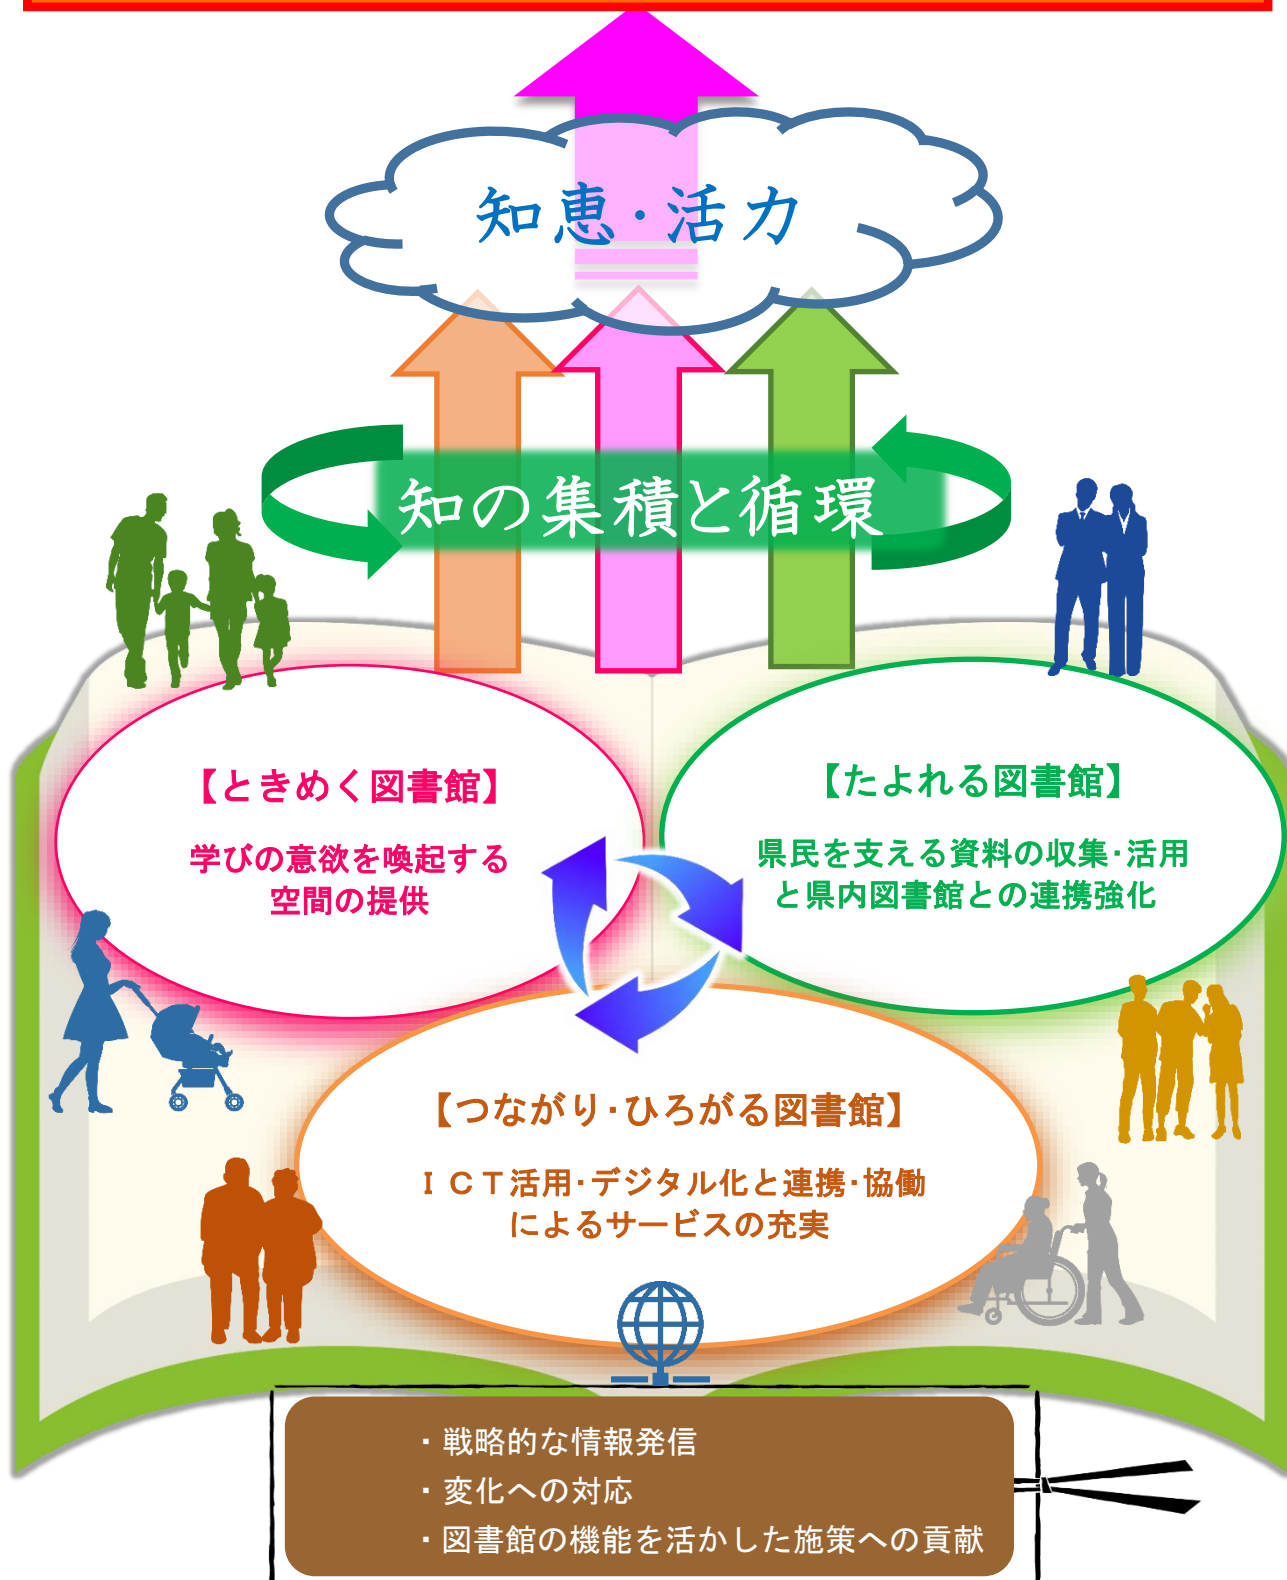 知恵・活力
知の集積と循環
【ときめく図書館】
学びの意欲を喚起する
空間の提供
【たよれる図書館】
県民を支える資料の収集・活用
と県内図書館との連携強化
【つながり・ひろがる図書館】
ＩＣＴ活用・デジタル化と連携・協働
によるサービスの充実
・戦略的な情報発信
・変化への対応
・図書館の機能を活かした施策への貢献